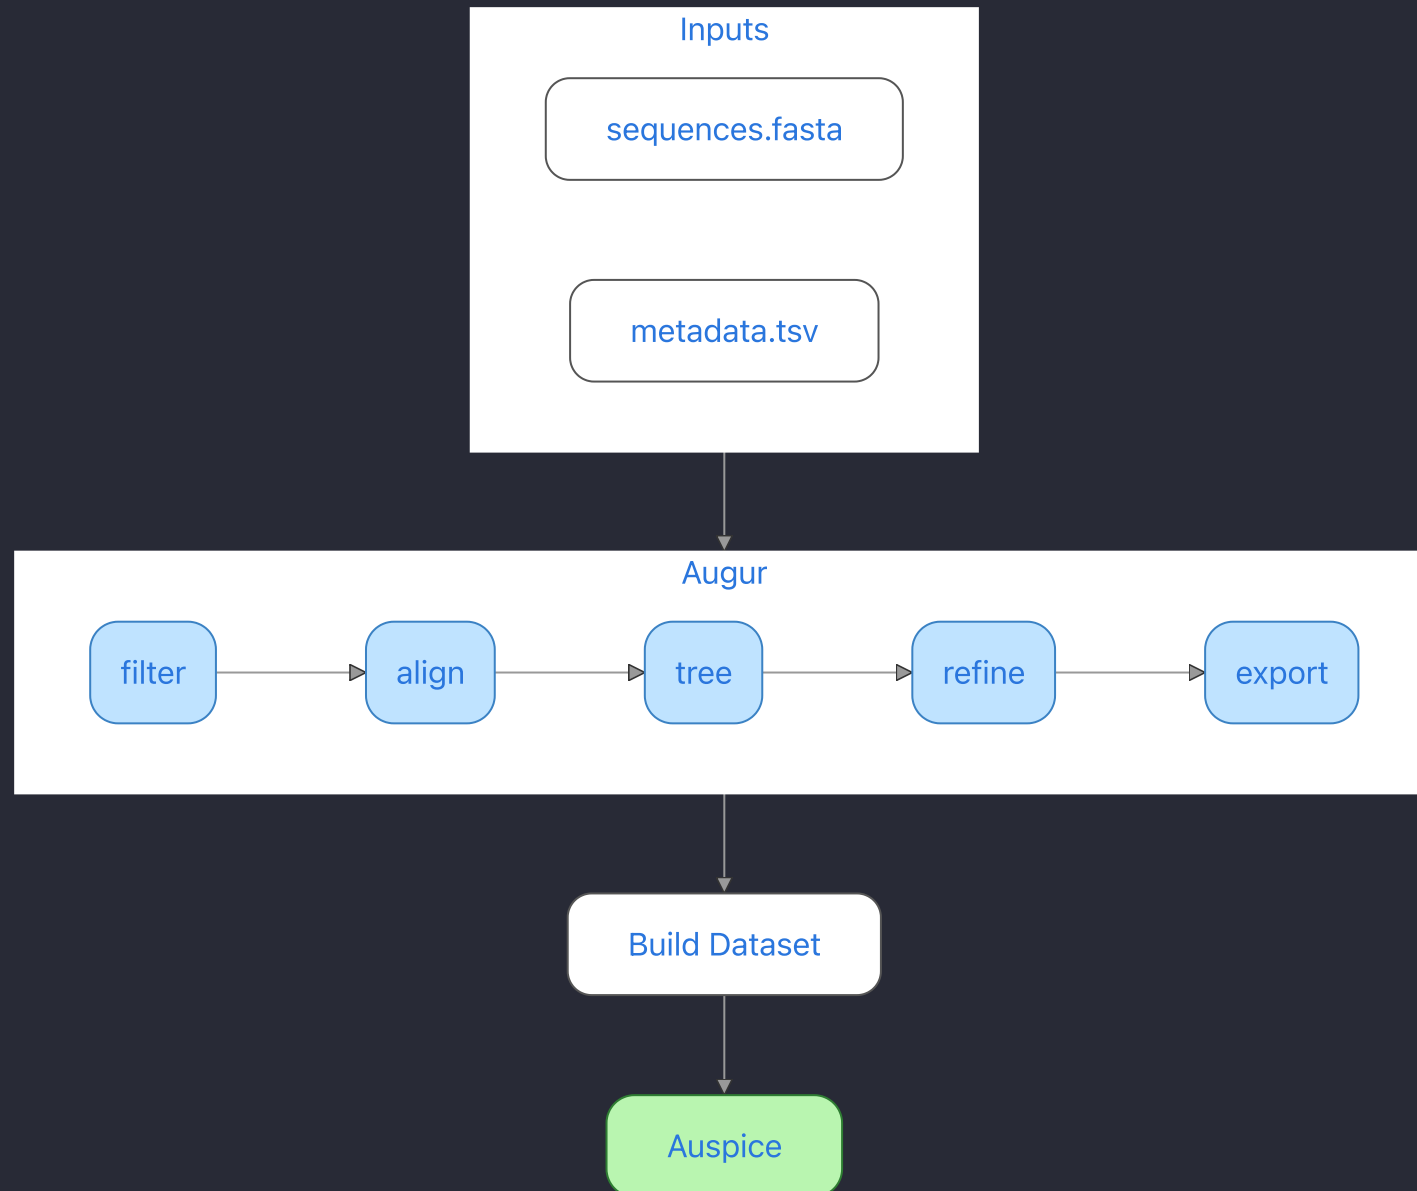 Inputs
sequences.fasta
metadata.tsv
Augur
filter
align
tree
refine
export
Build Dataset
Auspice